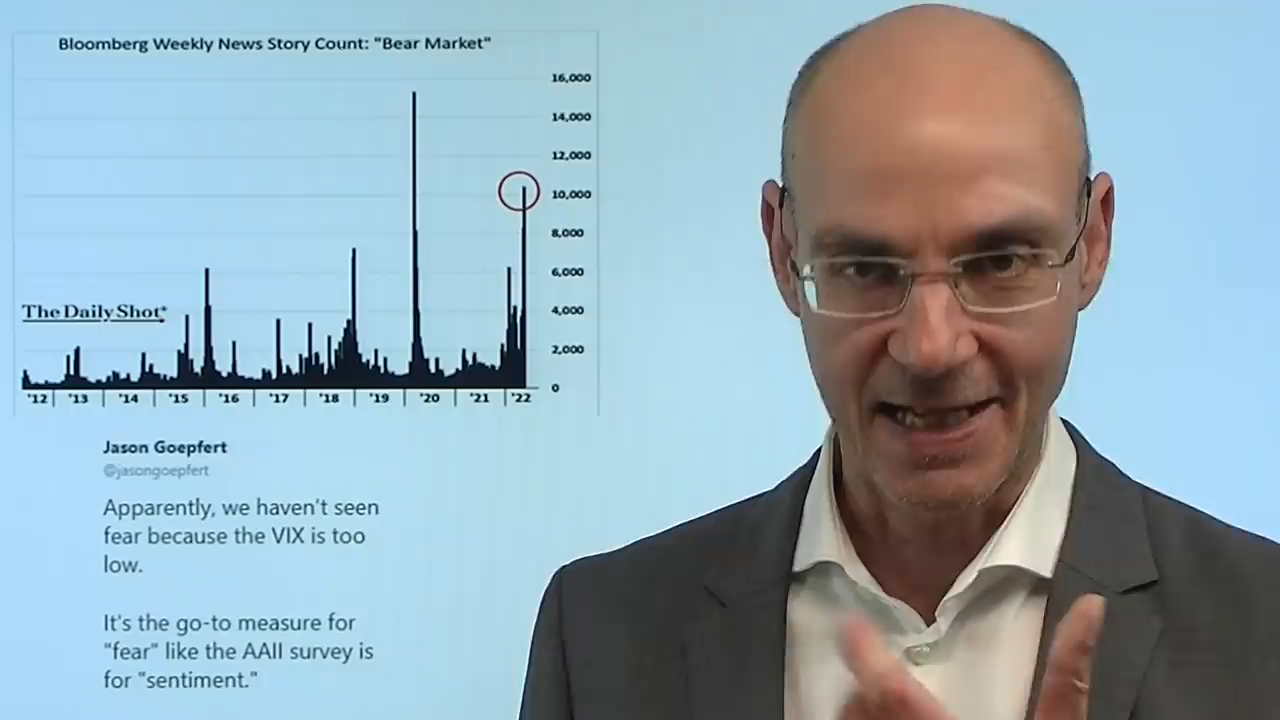 Bloomberg Weekly News Story Count: "Bear Market"
16,000
14,000
12,000
10,000
8,000
6,000
The Daily Shot®
4,000
2,000
0
'12 '13 '14 '15 '16 '17 '18 '19 '20 '21 '22
Jason Goepfert
@jasongoepfert
Apparently, we haven't seen
fear because the VIX is too
low.
It's the go-to measure for
"fear" like the AAII survey is
for "sentiment."